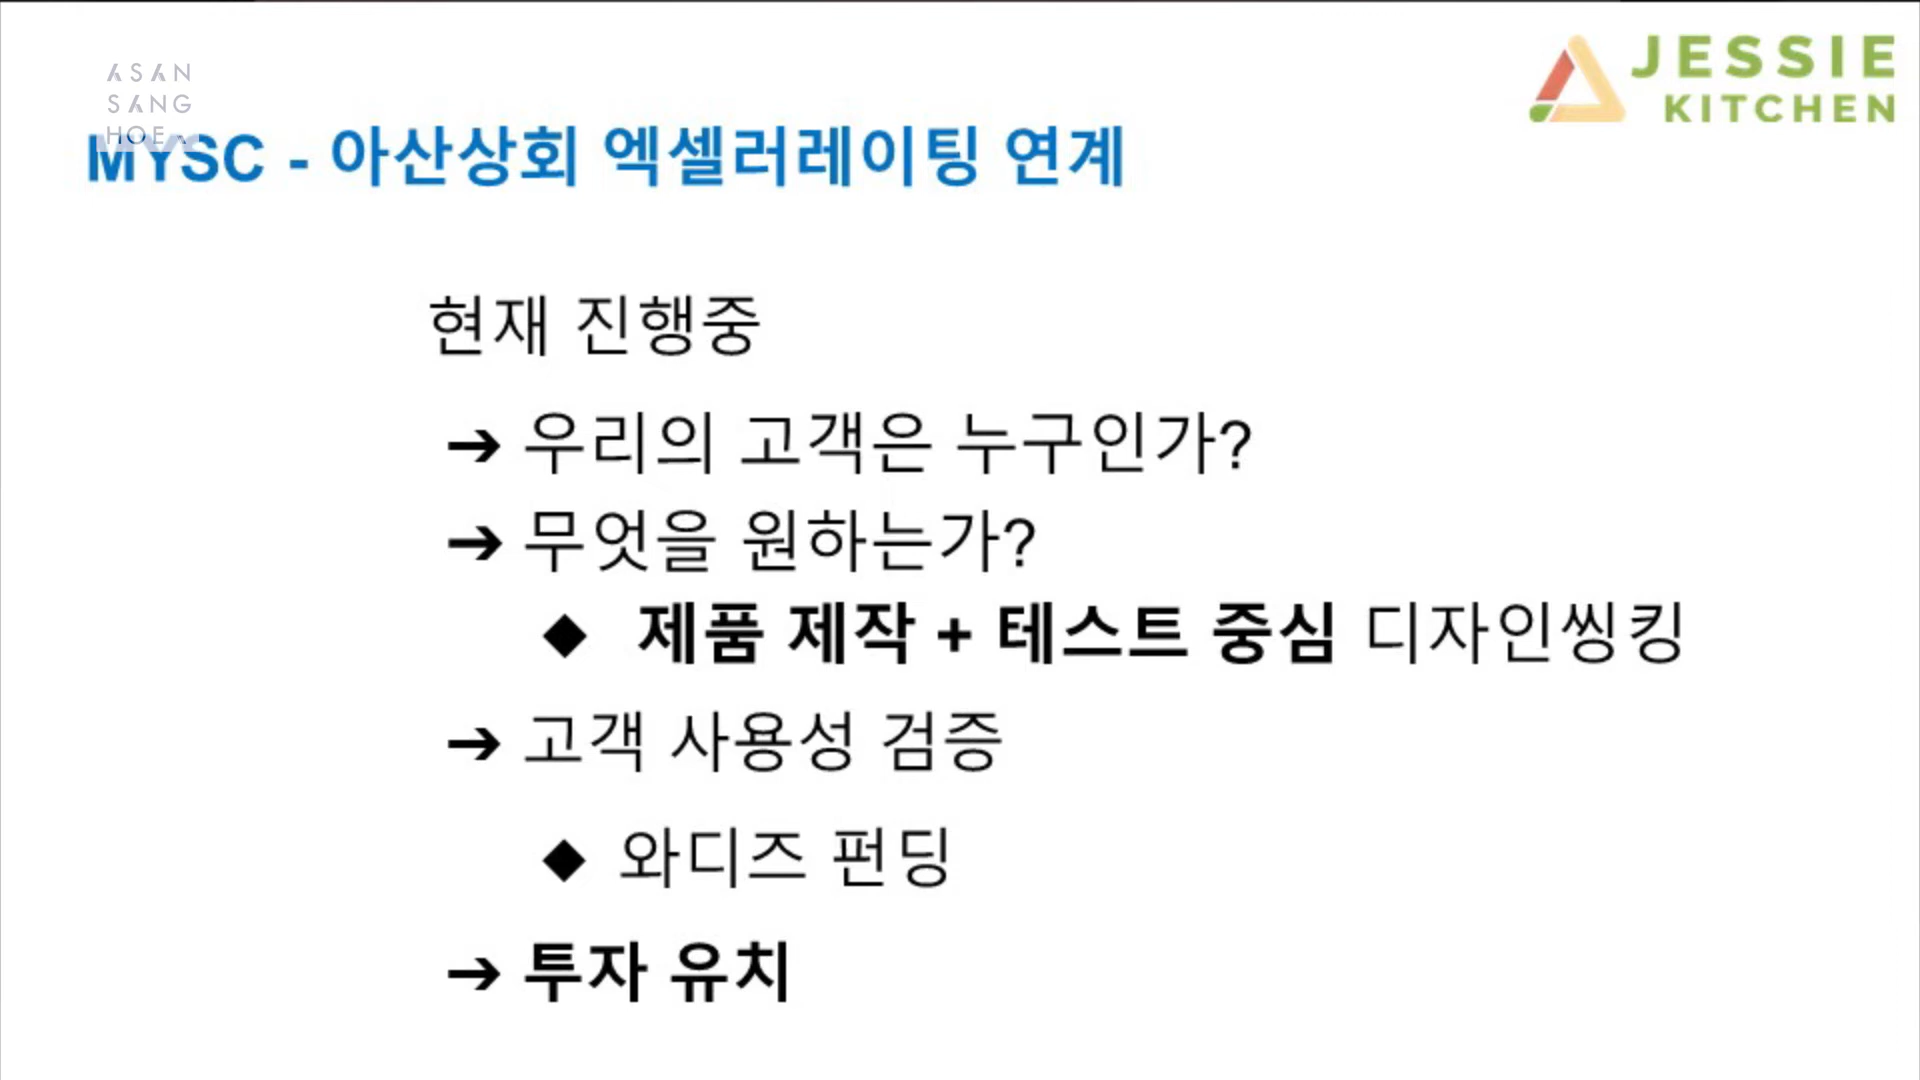 ASAN
SANG
HOE
JESSIE
KITCHEN
MYSC - 아산상회 엑셀러레이팅 연계
현재 진행중
➔ 우리의 고객은 누구인가?
➔ 무엇을 원하는가?
◆ 제품 제작 + 테스트 중심 디자인씽킹
➔ 고객 사용성 검증
◆ 와디즈 펀딩
➔ 투자 유치